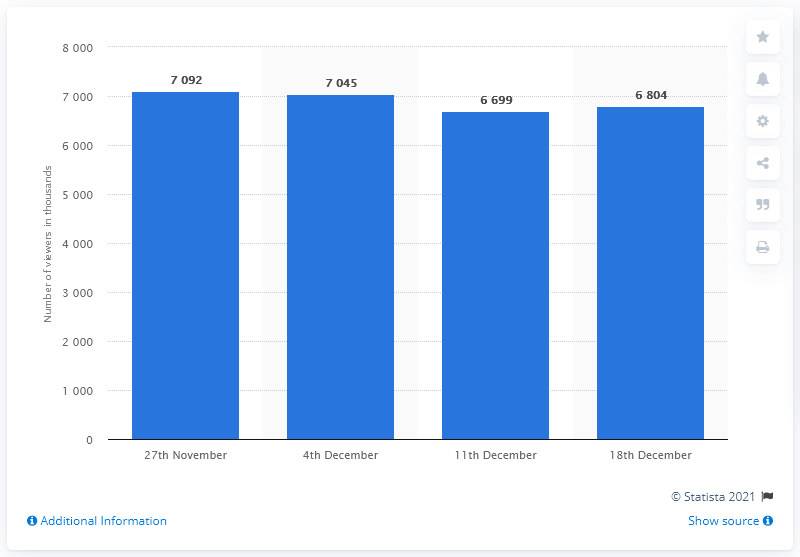 8 000
7 000
6 000
5 000
4 000
3 000
2 000
1 000
0
Number of viewers in thousands
7 092
7 045
6 699
6 804
27th November
4th December
11th December
18th December
© Statista 2021
Additional Information
Show source